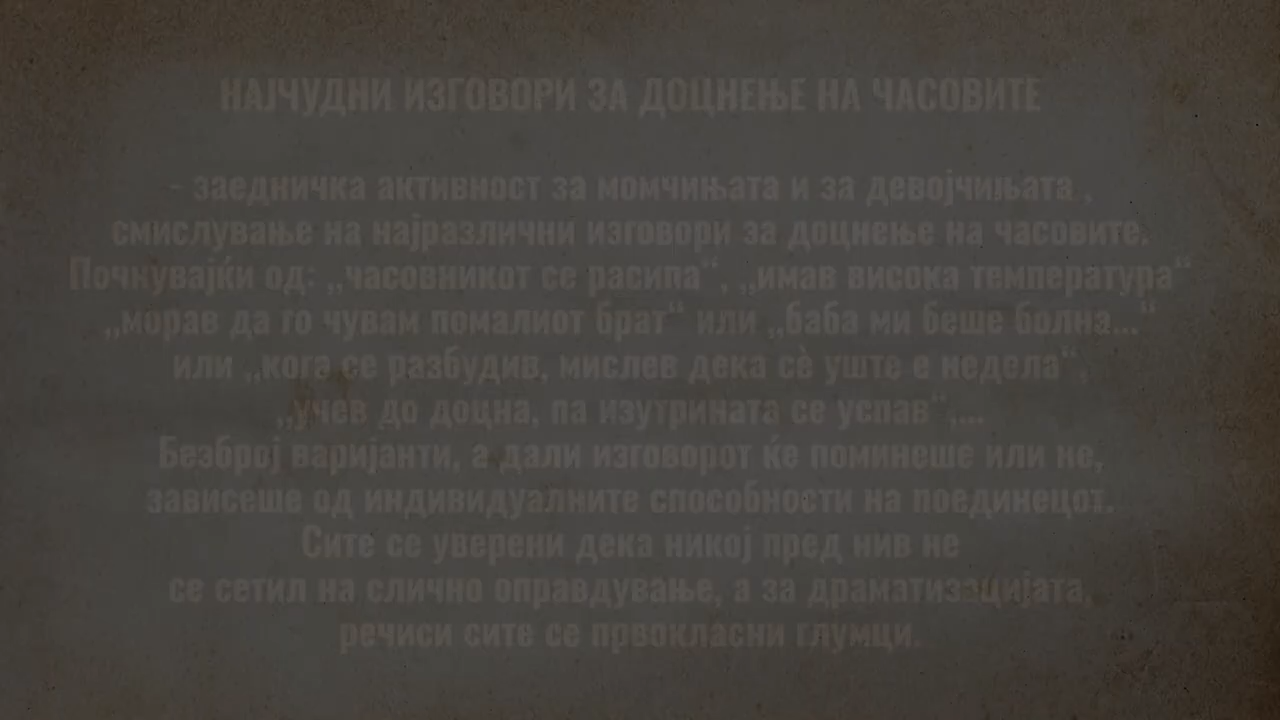 НАЈЧУДНИ ИЗГОВОРИ ЗА ДОЦНЕЊЕ НА ЧАСОВИТЕ
- заедничка активност за момчињата и за девојчињата ,
смислување на најразлични изговори за доцнење на часовите.
Почнувајќи од: „часовникот се расипа“, „имав висока температура“
„морав да го чувам помалиот брат“ или „баба ми беше болна...“
или „кога се разбудив, мислев дека сѐ уште е недела“,
„учев до доцна, па изутрината се успав“,...
Безброј варијанти, а дали изговорот ќе поминеше или не,
зависеше од индивидуалните способности на поединецот.
Сите се уверени дека никој пред нив не
се сетил на слично оправдување, а за драматизацијата,
речиси сите се првокласни глумци.